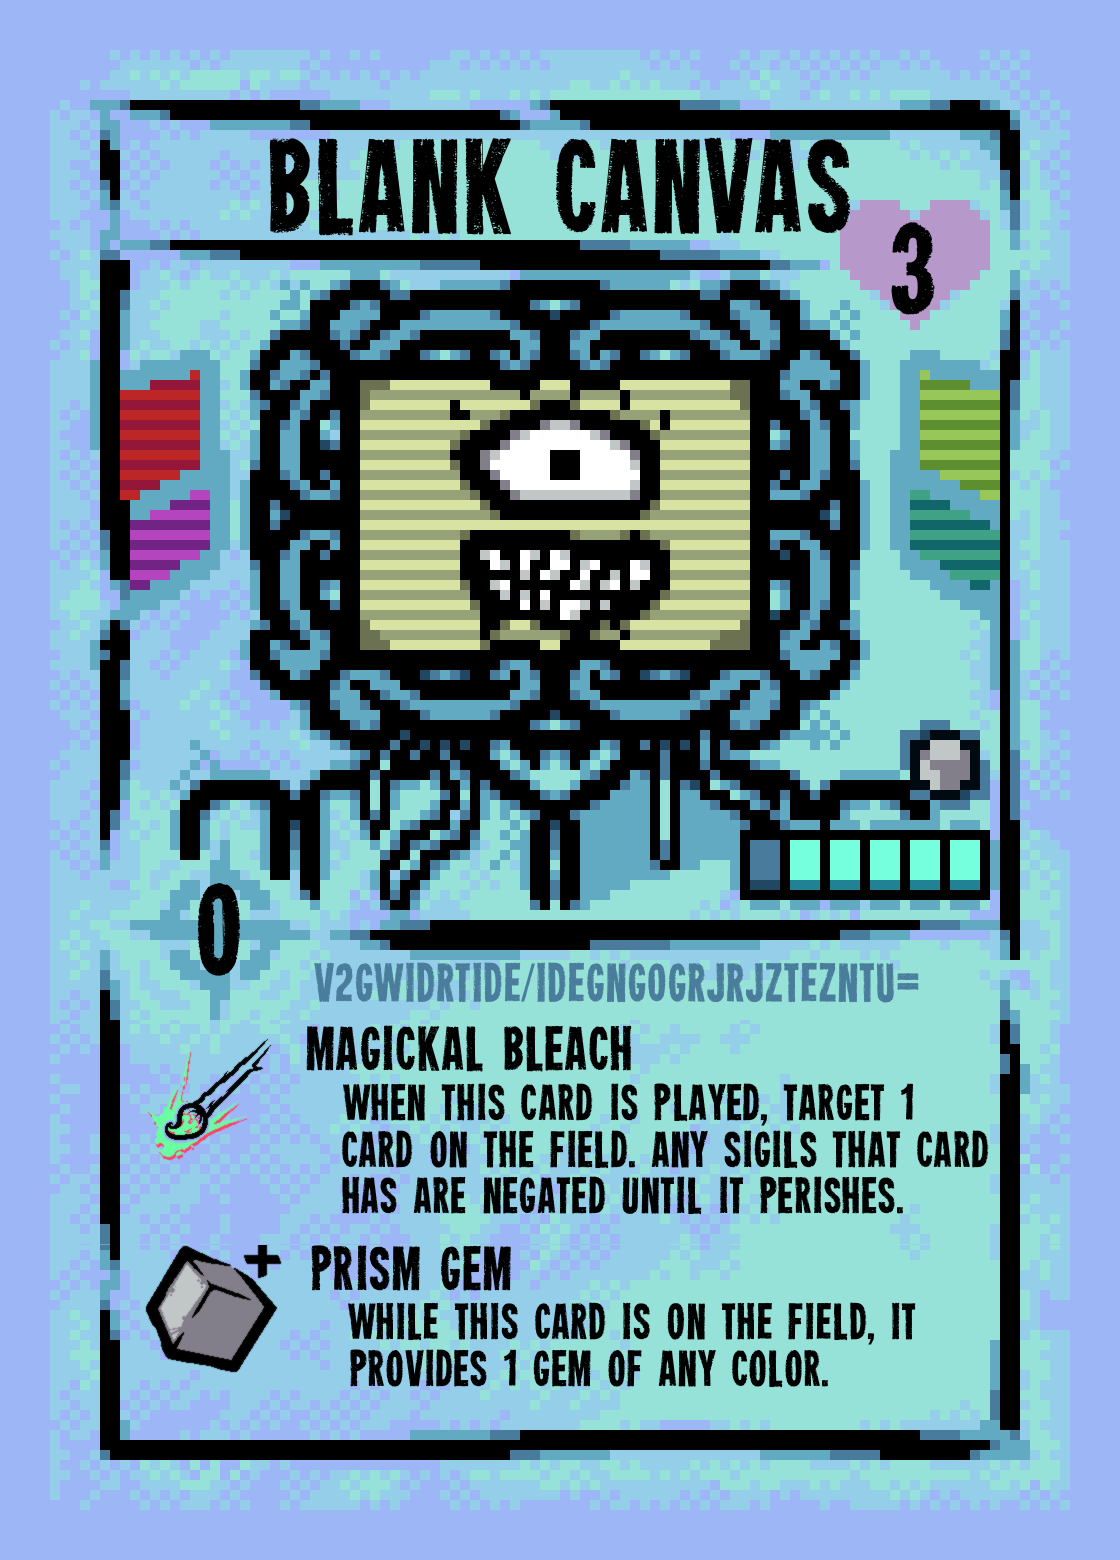 BLANK CANVAS
3
0
V2GWIDRTIDE/IDEGNGOGRJRJZTEZNTU=
MAGICKAL BLEACH
WHEN THIS CARD IS PLAYED, TARGET 1
CARD ON THE FIELD. ANY SIGILS THAT CARD
HAS ARE NEGATED UNTIL IT PERISHES.
+
PRISM GEM
WHILE THIS CARD IS ON THE FIELD, IT
PROVIDES 1 GEM OF ANY COLOR.